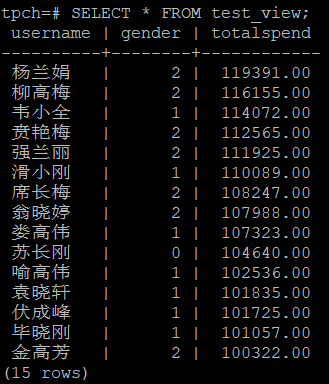 tpch=# SELECT * FROM test_view;
 username | gender | totalspend
----------+--------+------------
 杨兰娟   |      2 |  119391.00
 柳高梅   |      2 |  116155.00
 韦小全   |      1 |  114072.00
 贲艳梅   |      2 |  112565.00
 强兰丽   |      2 |  111925.00
 滑小刚   |      1 |  110089.00
 席长梅   |      2 |  108247.00
 翁晓婷   |      2 |  107988.00
 娄高伟   |      1 |  107323.00
 苏长刚   |      0 |  104640.00
 喻高伟   |      1 |  102536.00
 袁晓轩   |      1 |  101835.00
 伏成峰   |      1 |  101725.00
 毕晓刚   |      1 |  101057.00
 金高芳   |      2 |  100322.00
(15 rows)